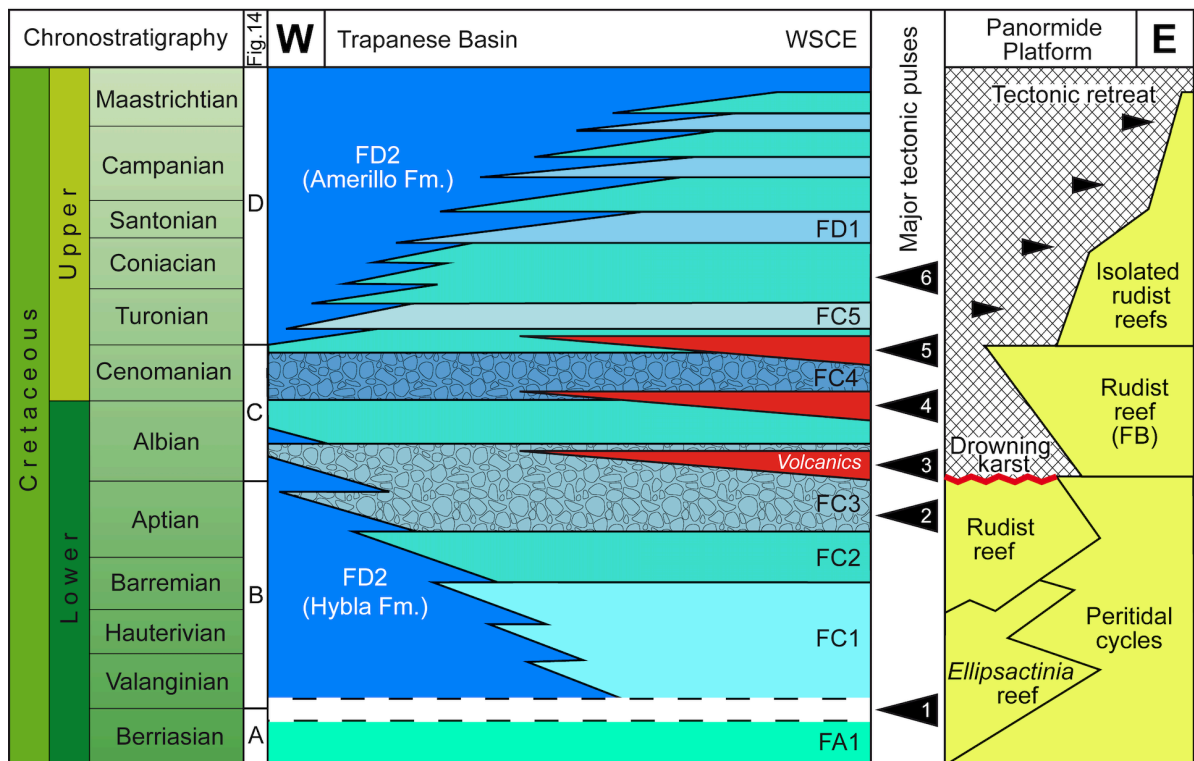 Chronostratigraphy
Fig.14
W
Trapanese Basin
WSCE
Major tectonic pulses
Panormide
Platform
E
Cretaceous
Upper
Lower
Maastrichtian
Campanian
Santonian
Coniacian
Turonian
Cenomanian
Albian
Aptian
Barremian
Hauterivian
Valanginian
Berriasian
D
C
B
A
FD2
(Amerillo Fm.)
FD1
FC5
FC4
Volcanics
FC3
FC2
FD2
(Hybla Fm.)
FC1
FA1
6
5
4
3
2
1
Tectonic retreat
Isolated
rudist
reefs
Rudist
reef
(FB)
Drowning
karst
Rudist
reef
Peritidal
cycles
Ellipsactinia
reef